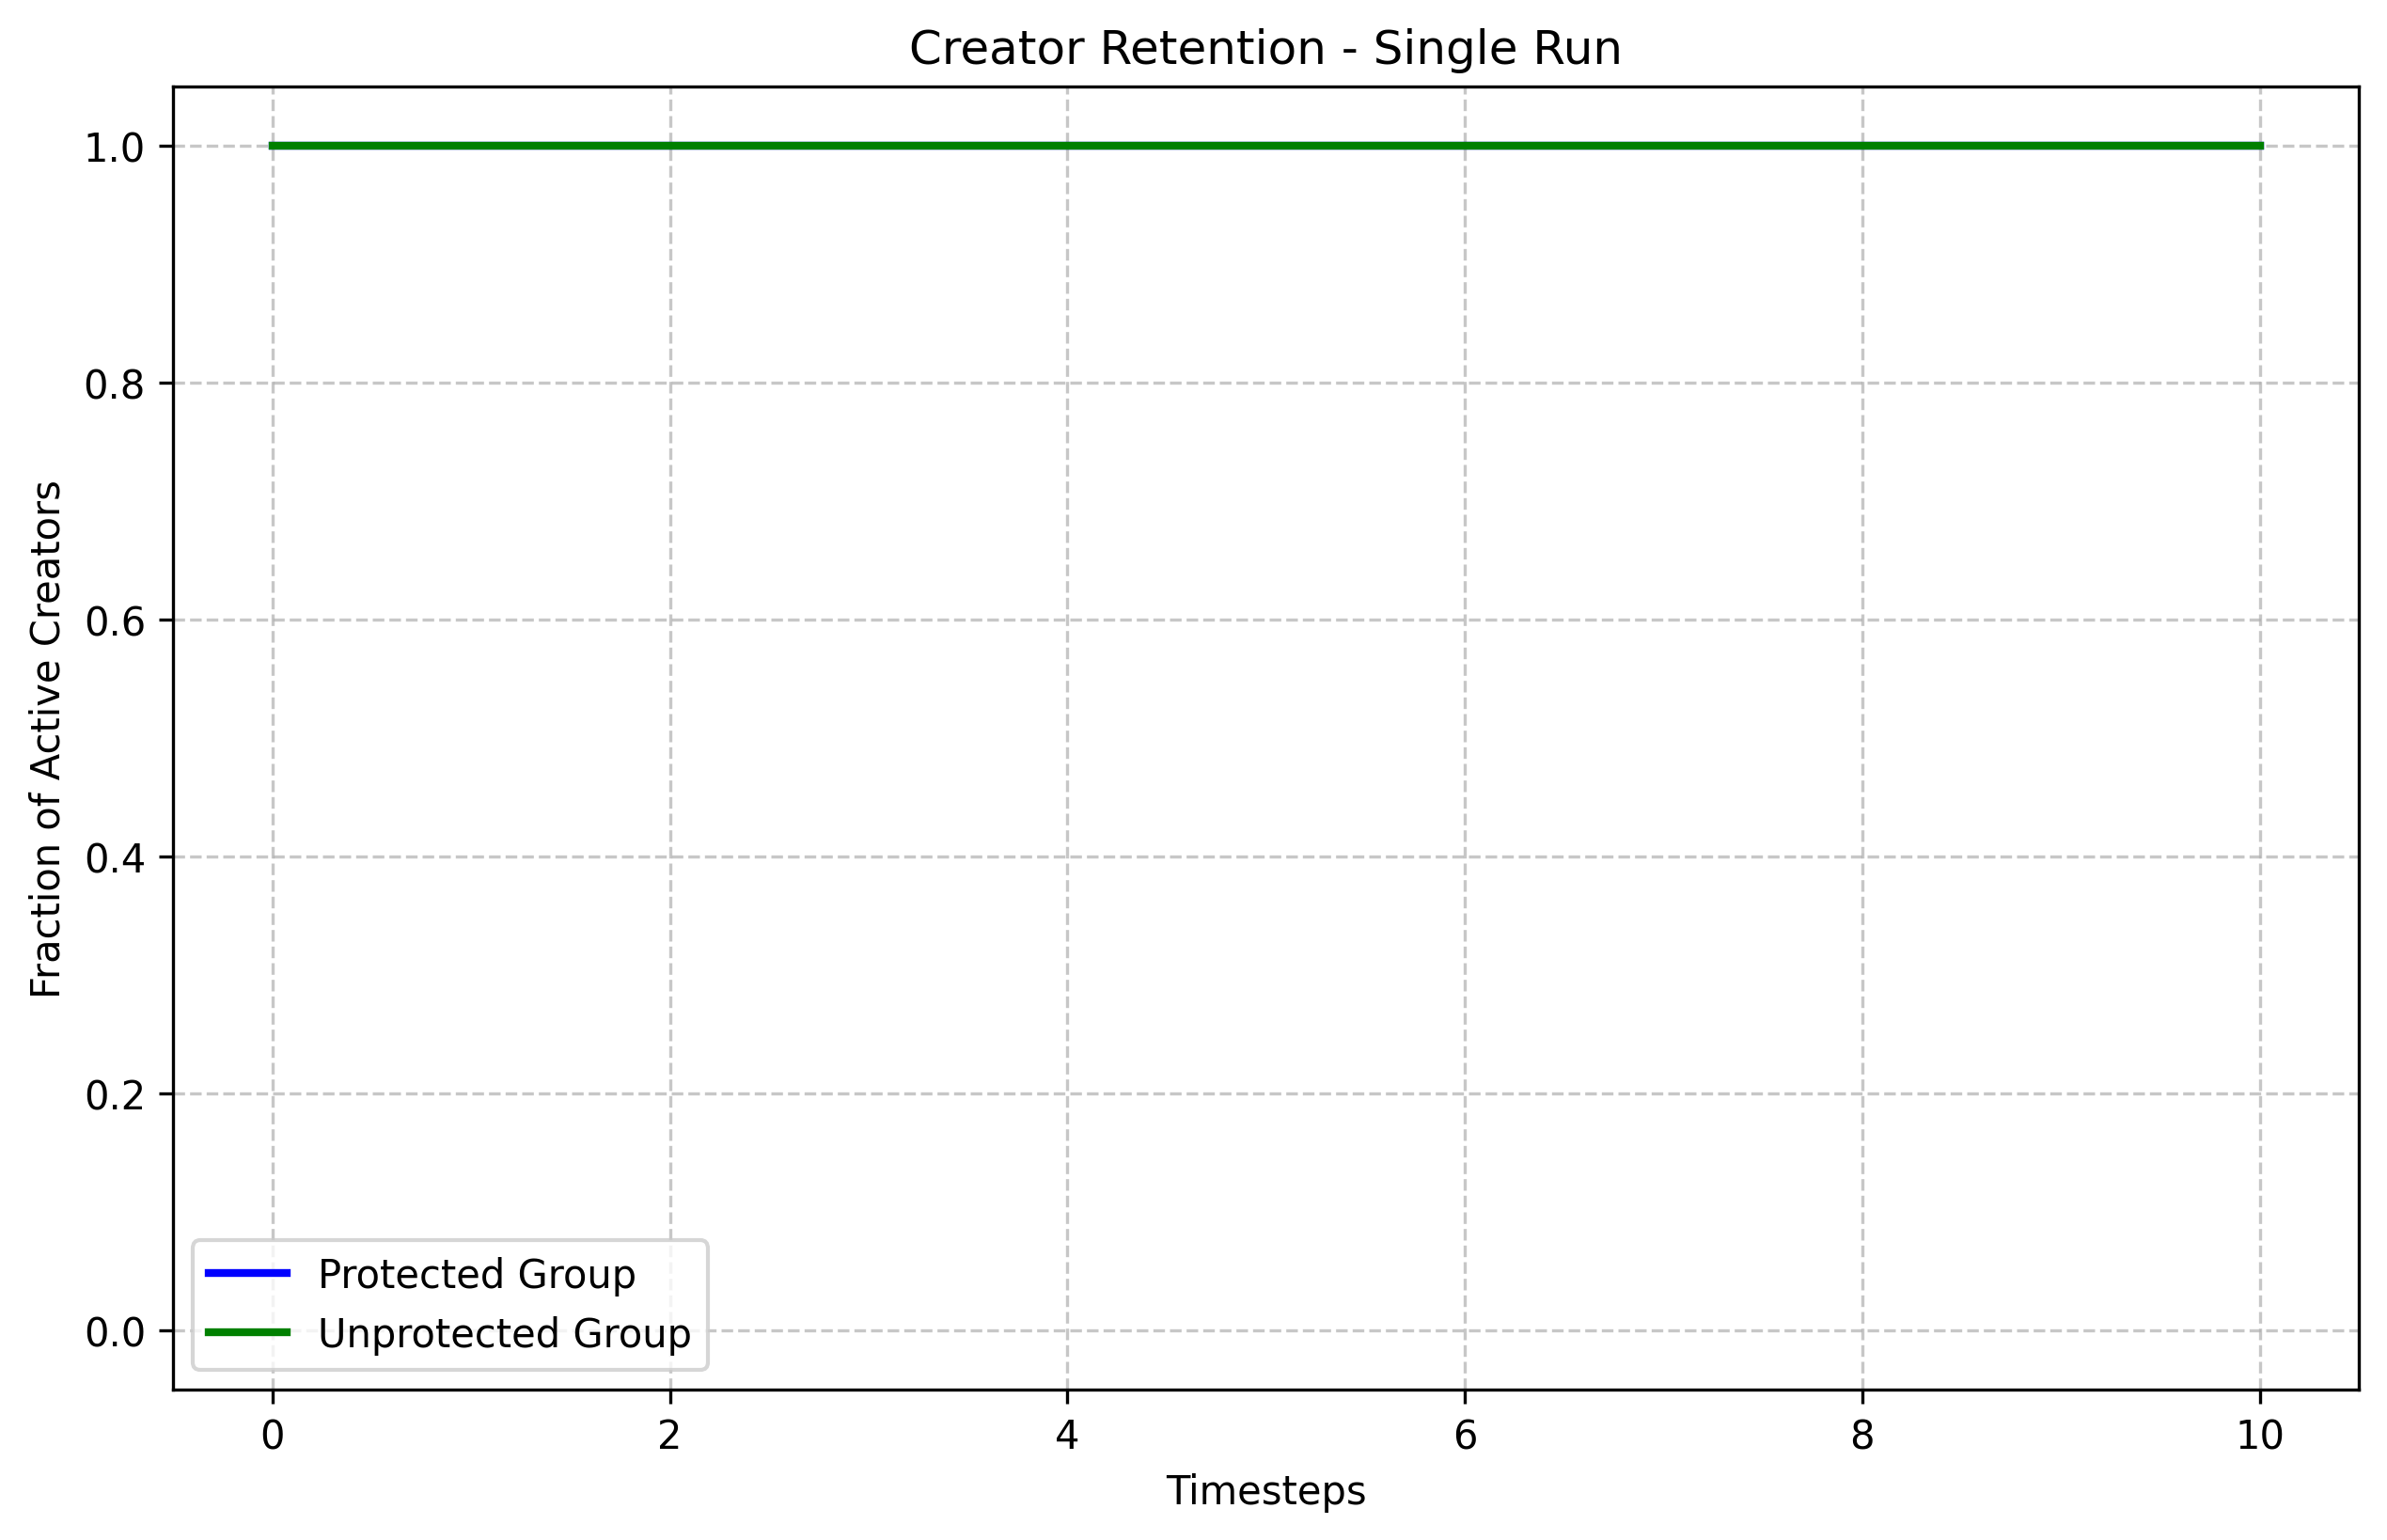 Creator Retention - Single Run
Fraction of Active Creators
1.0
0.8
0.6
0.4
0.2
0.0
Protected Group
Unprotected Group
0 2 4 6 8 10
Timesteps